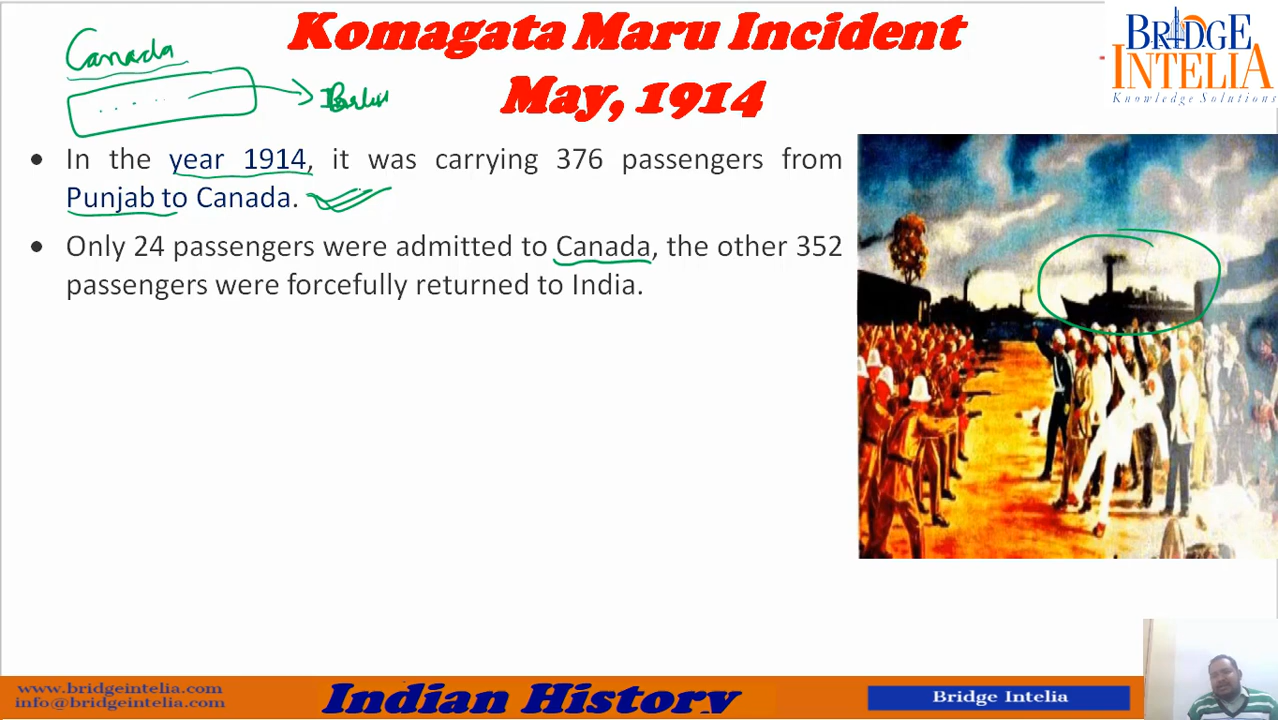 Komagata Maru Incident
May, 1914
BRIDGE
INTELIA
Knowledge Solutions
Canada
• In the year 1914, it was carrying 376 passengers from
Punjab to Canada.
• Only 24 passengers were admitted to Canada, the other 352
passengers were forcefully returned to India.
www.bridgeintelia.com
info@bridgeintelia.com
Indian History
Bridge Intelia